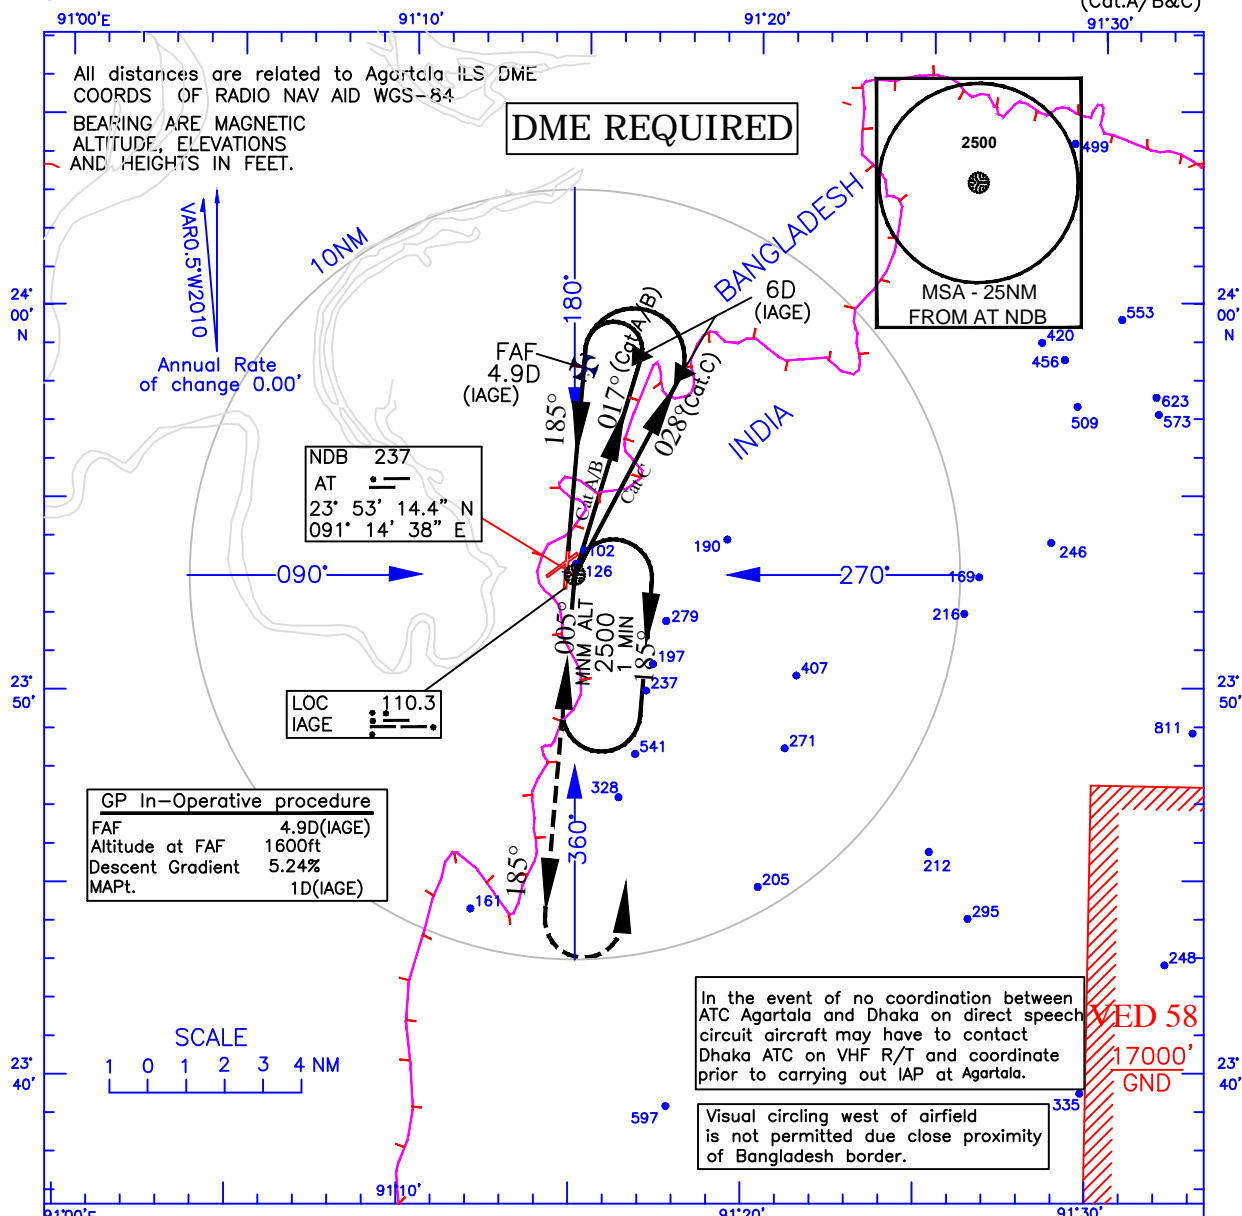 (Cat.A/B&C)
91°00'E
91°10'
91°20'
91°30'
All distances are related to Agartala ILS DME
COORDS OF RADIO NAV AID WGS-84
BEARING ARE MAGNETIC
ALTITUDE, ELEVATIONS
AND HEIGHTS IN FEET.
DME REQUIRED
2500
MSA - 25NM
FROM AT NDB
499
VAR0.5°W2010
Annual Rate
of change 0.00'
10NM
180°
BANGLADESH
INDIA
6D
(IAGE)
FAF
4.9D
(IAGE)
24°
00'
N
24°
00'
N
553
420
456
623
573
509
185°
017°(Cat.A/B)
028°(Cat.C)
Cat A/B
Cat C
NDB 237
AT
23° 53' 14.4" N
091° 14' 38" E
102
126
190
246
090°
270°
169
216
005°
MNM ALT
2500
1 MIN
185°
279
197
237
407
23°
50'
23°
50'
LOC 110.3
IAGE
541
271
811
328
360°
GP In-Operative procedure
FAF 4.9D(IAGE)
Altitude at FAF 1600ft
Descent Gradient 5.24%
MAPt. 1D(IAGE)
185°
161
205
212
295
248
In the event of no coordination between
ATC Agartala and Dhaka on direct speech
circuit aircraft may have to contact
Dhaka ATC on VHF R/T and coordinate
prior to carrying out IAP at Agartala.
VED 58
17000'
GND
SCALE
1 0 1 2 3 4 NM
23°
40'
23°
40'
335
597
Visual circling west of airfield
is not permitted due close proximity
of Bangladesh border.
91°10'
91°00'E
91°20'
91°30'